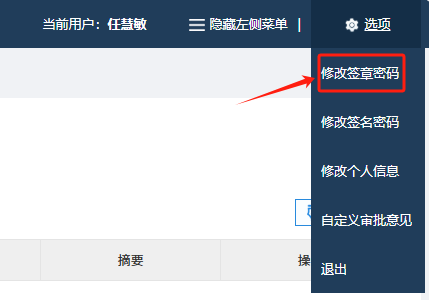 当前用户：任慧敏 隐藏左侧菜单 | 选项
修改签章密码
修改签名密码
修改个人信息
自定义审批意见
摘要
退出